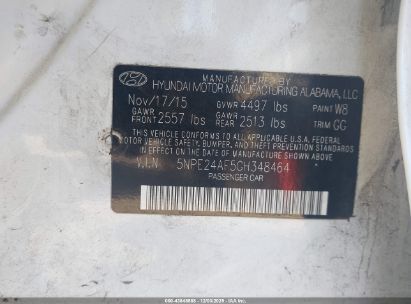 MANUFACTURED BY
HYUNDAI MOTOR MANUFACTURING ALABAMA, LLC
Nov/17/15 GVWR 4497 lbs PAINT W8
GAWR FRONT 2557 lbs GAWR REAR 2513 lbs TRIM GG
THIS VEHICLE CONFORMS TO ALL APPLICABLE U.S.A. FEDERAL
MOTOR VEHICLE SAFETY, BUMPER, AND THEFT PREVENTION STANDARDS
IN EFFECT ON THE DATE OF MANUFACTURE SHOWN ABOVE.
V.I.N 5NPE24AF5GH348464
PASSENGER CAR